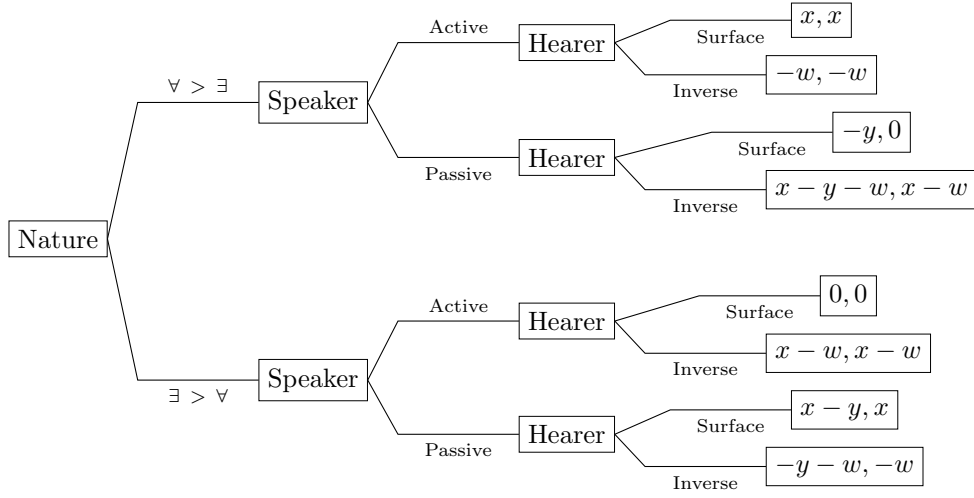 x, x
Active
Hearer
Surface
−w, −w
∀ < ∃
Speaker
Inverse
−y, 0
Passive
Hearer
Surface
x − y − w, x − w
Inverse
Nature
0, 0
Active
Hearer
Surface
x − w, x − w
Inverse
Speaker
∃ < ∀
x − y, x
Passive
Hearer
Surface
−y − w, −w
Inverse